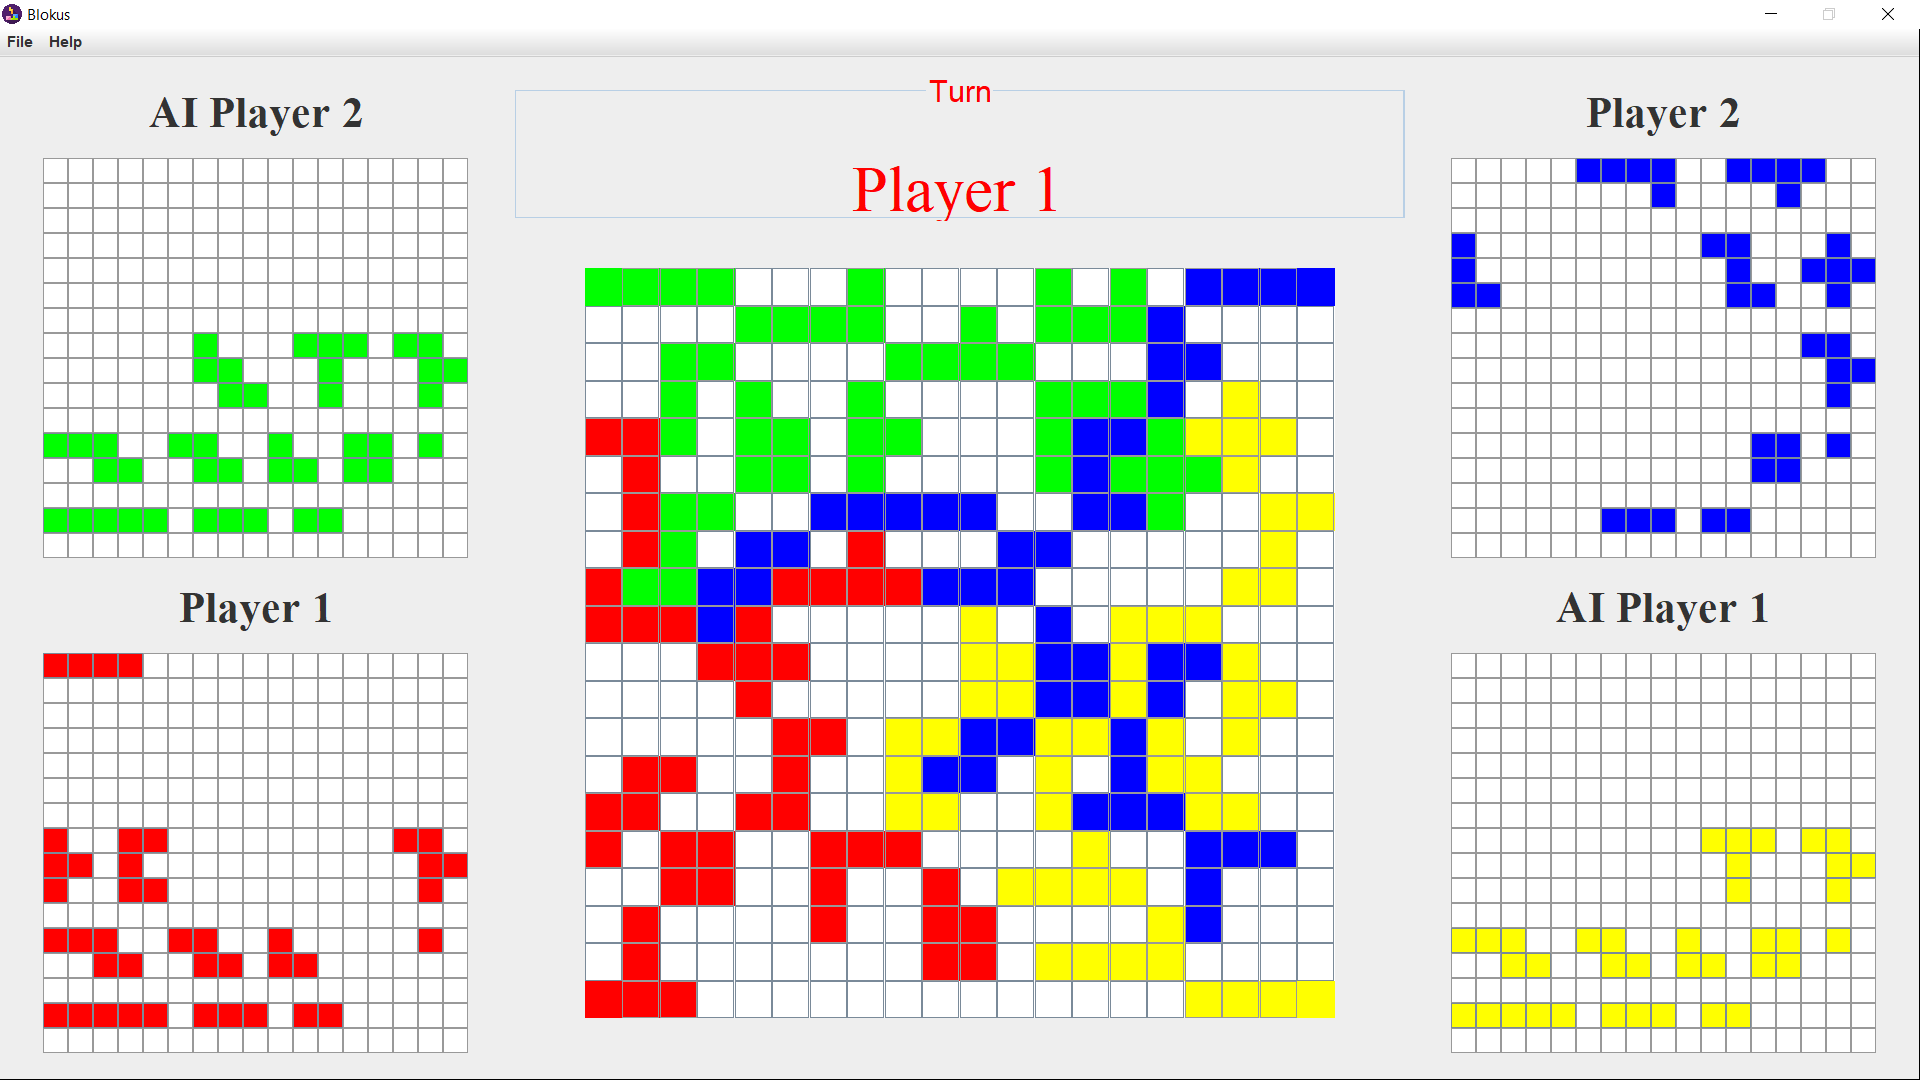 Blokus
File Help
AI Player 2
Turn
Player 1
Player 2
Player 1
AI Player 1